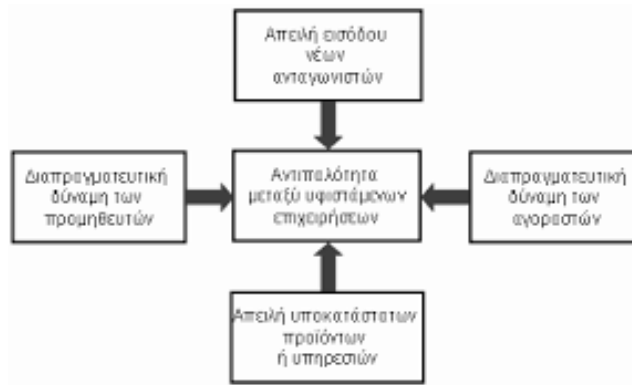 Απειλή εισόδου
νέων
ανταγωνιστών
Διαπραγματευτική
δύναμη των
προμηθευτών
Αντιπαλότητα
μεταξύ υφιστάμενων
επιχειρήσεων
Διαπραγματευτική
δύναμη των
αγοραστών
Απειλή υποκατάστατων
προϊόντων
ή υπηρεσιών